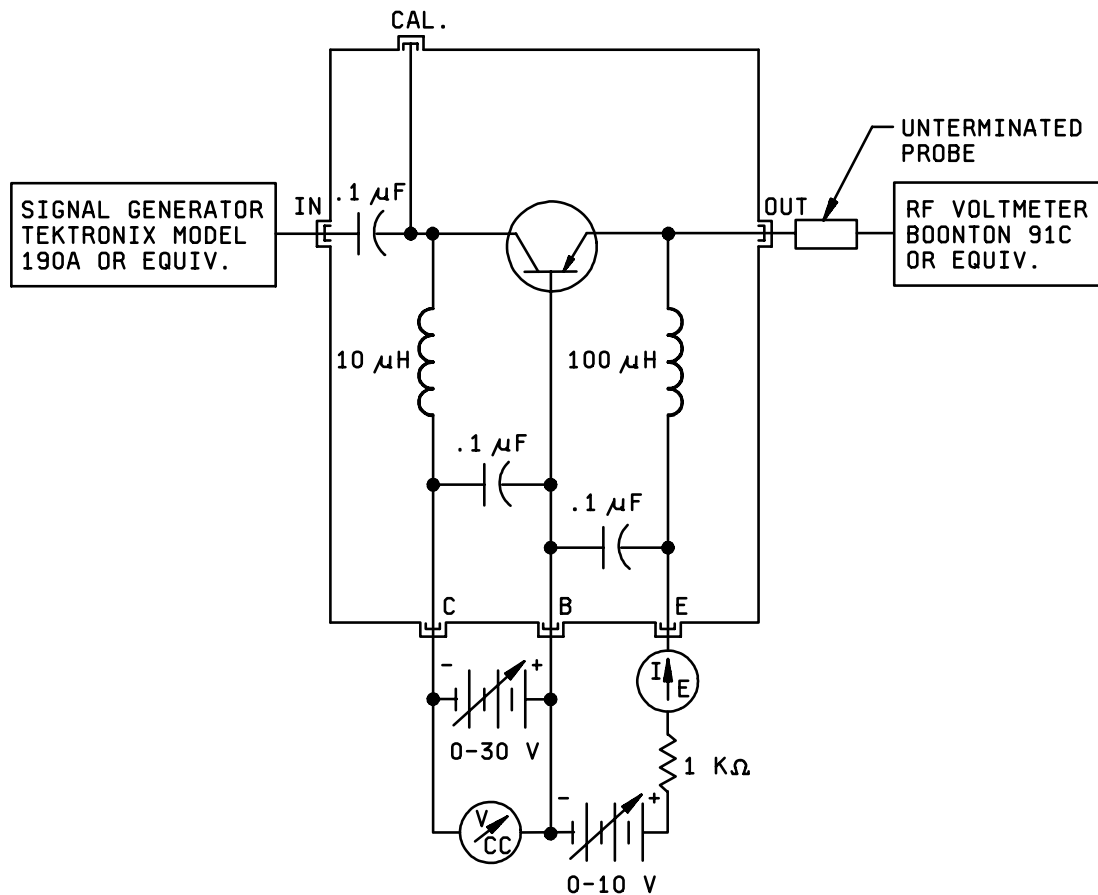 CAL.
UNTERMINATED
PROBE
SIGNAL GENERATOR
TEKTRONIX MODEL
190A OR EQUIV.
IN
.1 µF
OUT
RF VOLTMETER
BOONTON 91C
OR EQUIV.
10 µH
100 µH
.1 µF
.1 µF
C
B
E
- +
I E
0-30 V
1 KΩ
V CC
- +
0-10 V